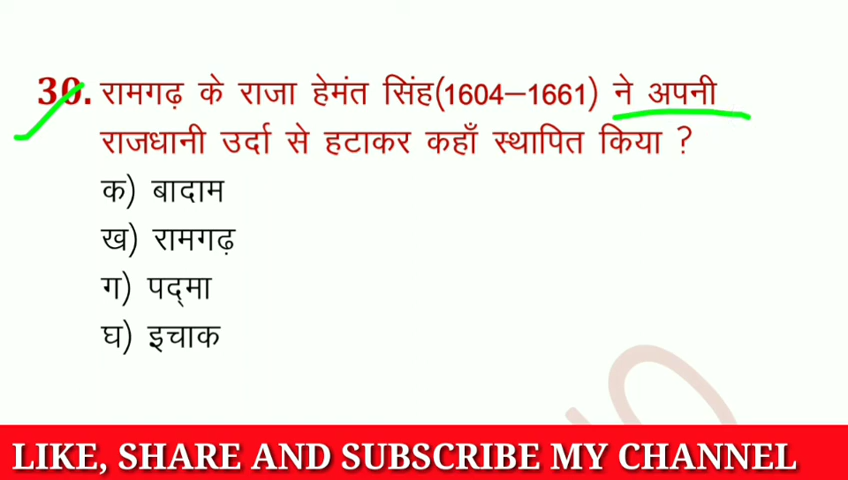 30. रामगढ़ के राजा हेमंत सिंह(1604–1661) ने अपनी
राजधानी उर्दा से हटाकर कहाँ स्थापित किया ?
क) बादाम
ख) रामगढ़
ग) पद्‌मा
घ) इचाक
LIKE, SHARE AND SUBSCRIBE MY CHANNEL